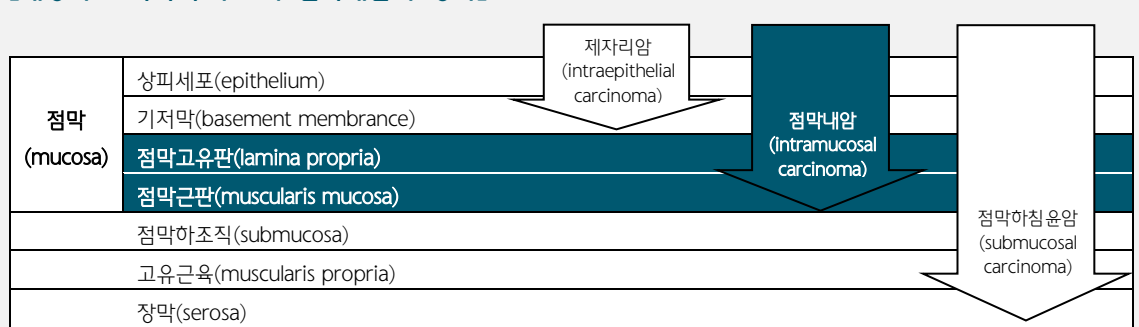 제자리암
(intraepithelial
carcinoma)
점막
(mucosa)
상피세포(epithelium)
기저막(basement membrance)
점막고유판(lamina propria)
점막근판(muscularis mucosa)
점막내암
(intramucosal
carcinoma)
점막하조직(submucosa)
고유근육(muscularis propria)
장막(serosa)
점막하침윤암
(submucosal
carcinoma)